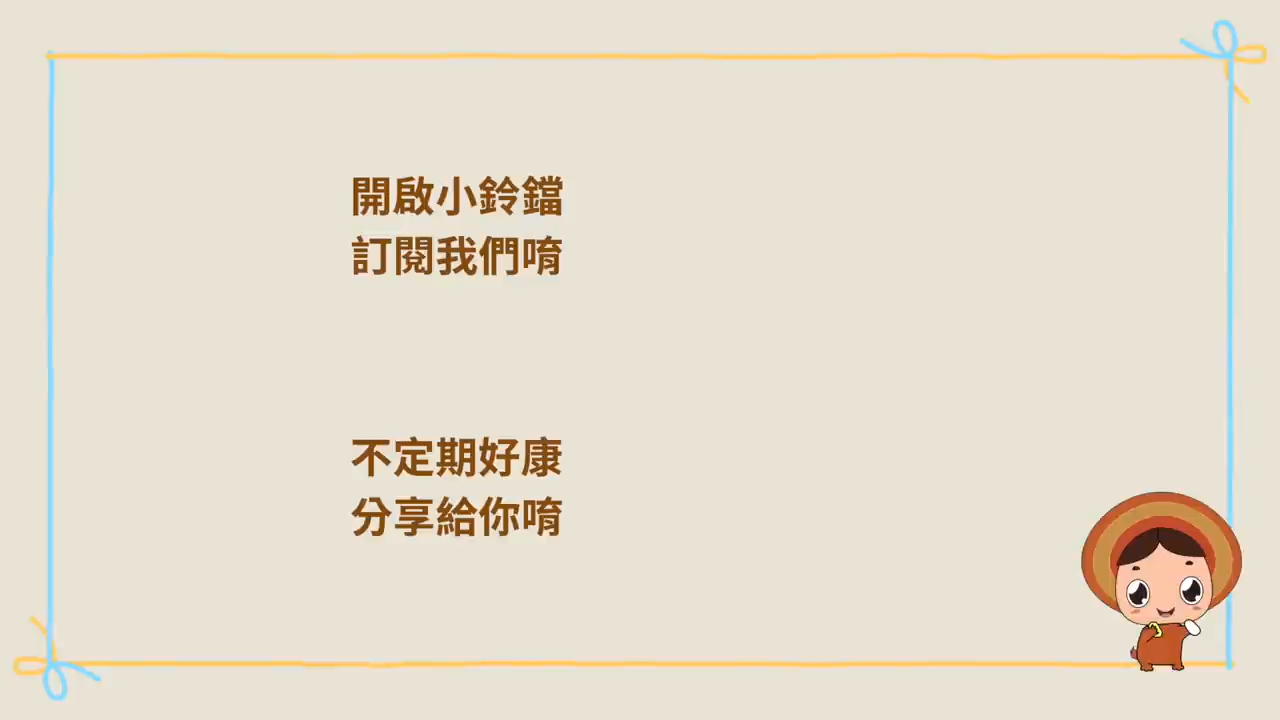 開啟小鈴鐺
訂閱我們唷
不定期好康
分享給你唷